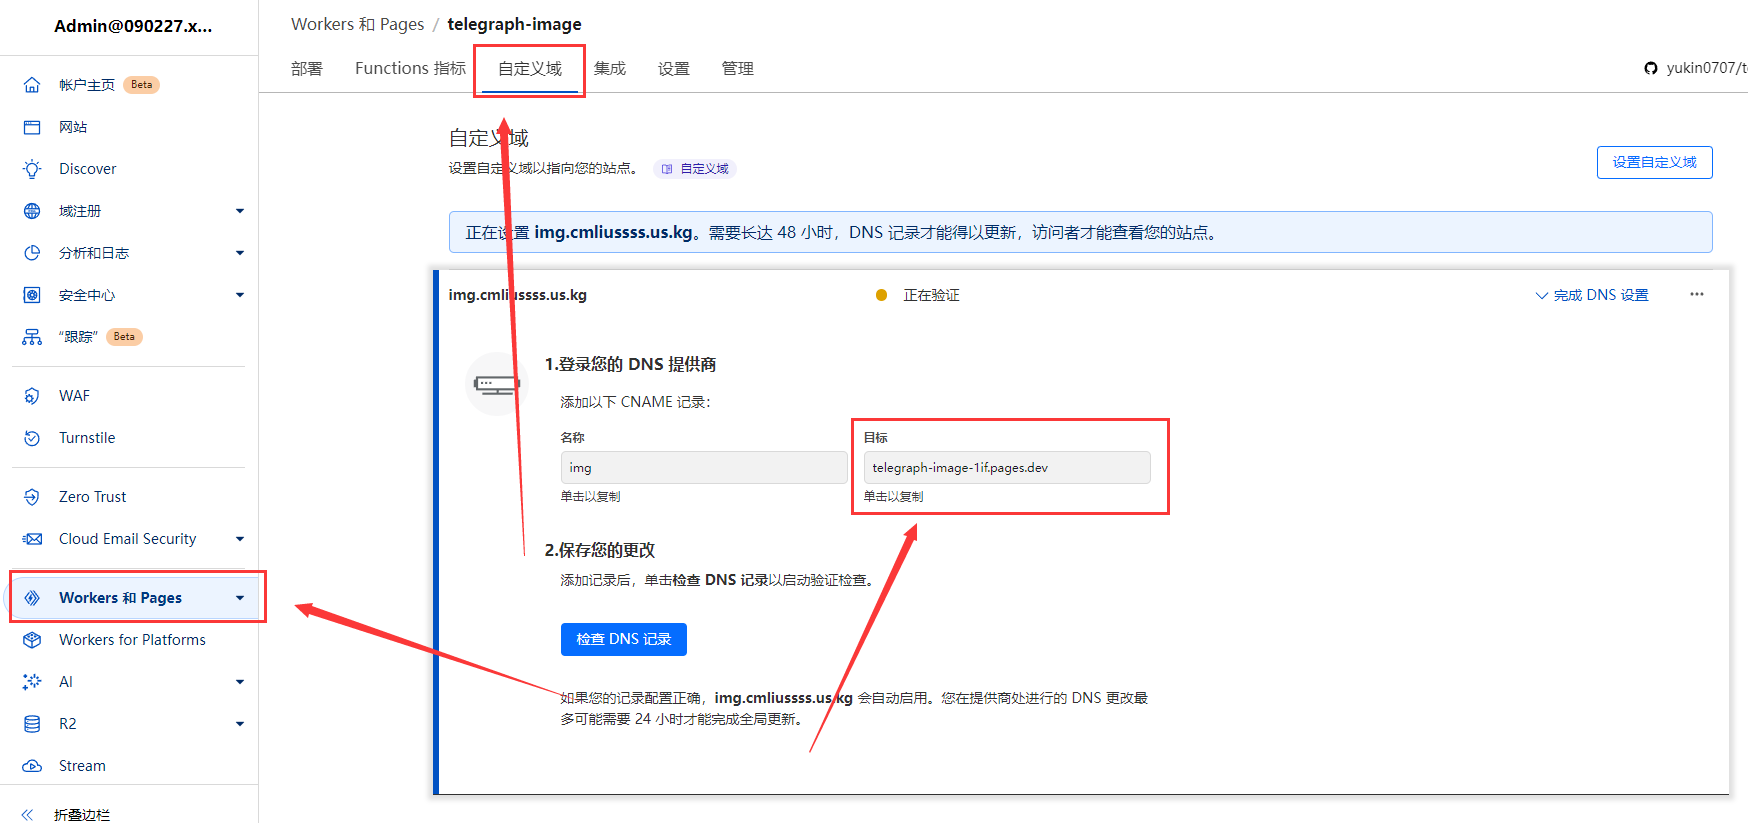 Admin@090227.x...
帐户主页 Beta
网站
Discover
域注册
分析和日志
安全中心
“跟踪” Beta
WAF
Turnstile
Zero Trust
Cloud Email Security
Workers 和 Pages
Workers for Platforms
AI
R2
Stream
折叠边栏
Workers 和 Pages / telegraph-image
部署 Functions 指标 自定义域 集成 设置 管理
yukin0707/t
自定义域
设置自定义域以指向您的站点。 自定义域
设置自定义域
正在设置 img.cmliussss.us.kg。需要长达 48 小时，DNS 记录才能得以更新，访问者才能查看您的站点。
img.cmliussss.us.kg 正在验证 完成 DNS 设置 ...
1.登录您的 DNS 提供商
添加以下 CNAME 记录：
名称 目标
img telegraph-image-1if.pages.dev
单击以复制 单击以复制
2.保存您的更改
添加记录后，单击检查 DNS 记录以启动验证检查。
检查 DNS 记录
如果您的记录配置正确，img.cmliussss.us.kg 会自动启用。您在提供商处进行的 DNS 更改最
多可能需要 24 小时才能完成全局更新。